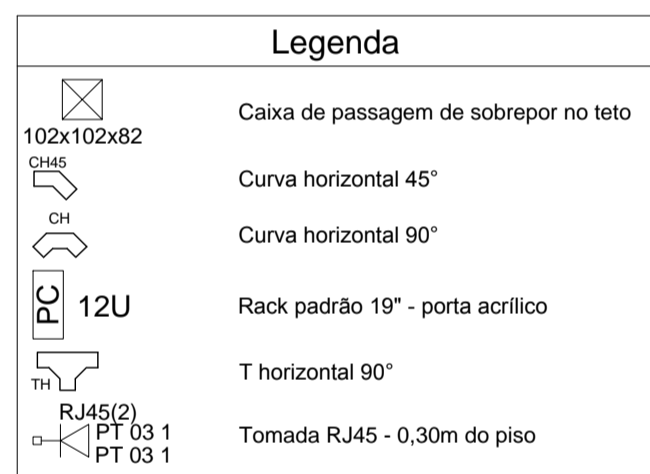 Legenda
102x102x82
Caixa de passagem de sobrepor no teto
CH45
Curva horizontal 45°
CH
Curva horizontal 90°
PC 12U
Rack padrão 19" - porta acrílico
TH
T horizontal 90°
RJ45(2)
PT 03 1
PT 03 1
Tomada RJ45 - 0,30m do piso